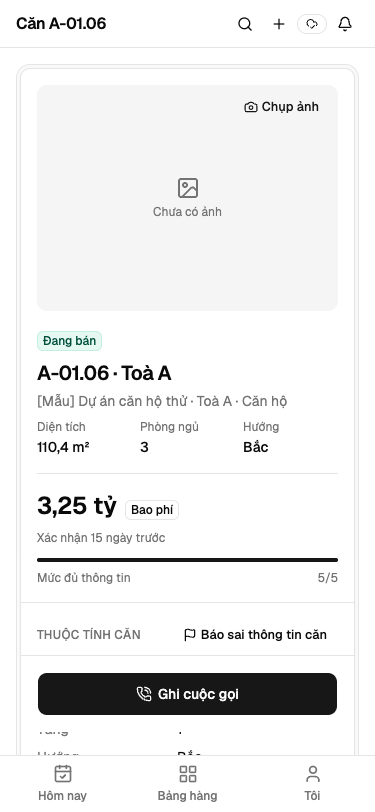 Căn A-01.06
Chụp ảnh
Chưa có ảnh
Đang bán
A-01.06 · Toà A
[Mẫu] Dự án căn hộ thử · Toà A · Căn hộ
Diện tích Phòng ngủ Hướng
110,4 m² 3 Bắc
3,25 tỷ Bao phí
Xác nhận 15 ngày trước
Mức đủ thông tin 5/5
THUỘC TÍNH CĂN Báo sai thông tin căn
Ghi cuộc gọi
Hôm nay Bảng hàng Tôi